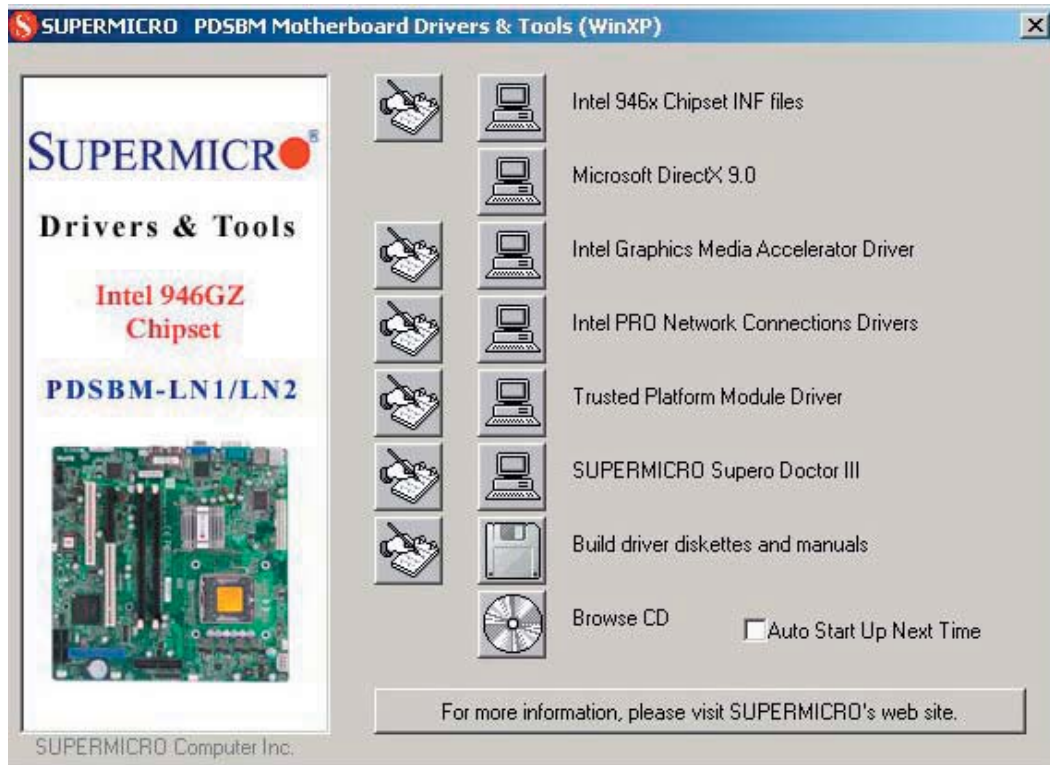 SUPERMICRO PDSBM Motherboard Drivers & Tools (WinXP)
SUPERMICRO®
Drivers & Tools
Intel 946GZ
Chipset
PDSBM-LN1/LN2
SUPERMICRO Computer Inc.
Intel 946x Chipset INF files
Microsoft DirectX 9.0
Intel Graphics Media Accelerator Driver
Intel PRO Network Connections Drivers
Trusted Platform Module Driver
SUPERMICRO Supero Doctor III
Build driver diskettes and manuals
Browse CD
Auto Start Up Next Time
For more information, please visit SUPERMICRO's web site.